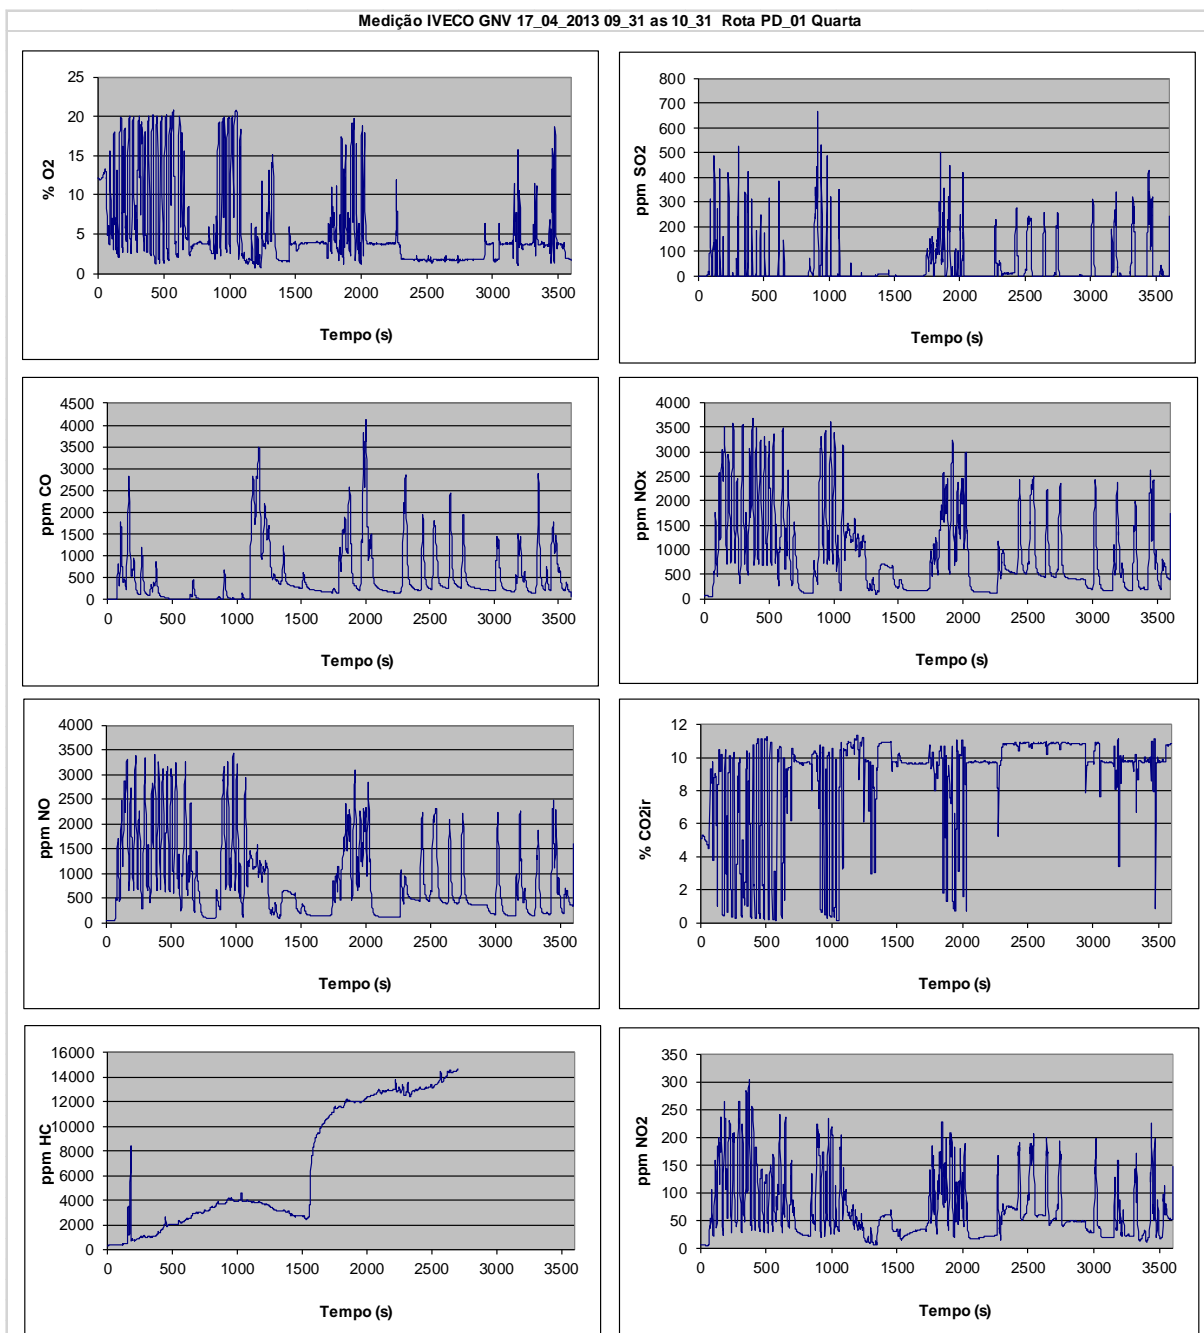 Medição IVECO GNV 17_04_2013 09_31 as 10_31 Rota PD_01 Quarta
25
20
15
10
5
0
% O2
0 500 1000 1500 2000 2500 3000 3500
Tempo (s)
800
700
600
500
400
300
200
100
0
ppm SO2
0 500 1000 1500 2000 2500 3000 3500
Tempo (s)
4500
4000
3500
3000
2500
2000
1500
1000
500
0
ppm CO
0 500 1000 1500 2000 2500 3000 3500
Tempo (s)
4000
3500
3000
2500
2000
1500
1000
500
0
ppm NOx
0 500 1000 1500 2000 2500 3000 3500
Tempo (s)
4000
3500
3000
2500
2000
1500
1000
500
0
ppm NO
0 500 1000 1500 2000 2500 3000 3500
Tempo (s)
12
10
8
6
4
2
0
% CO2ir
0 500 1000 1500 2000 2500 3000 3500
Tempo (s)
16000
14000
12000
10000
8000
6000
4000
2000
0
ppm HC
0 500 1000 1500 2000 2500 3000 3500
Tempo (s)
350
300
250
200
150
100
50
0
ppm NO2
0 500 1000 1500 2000 2500 3000 3500
Tempo (s)